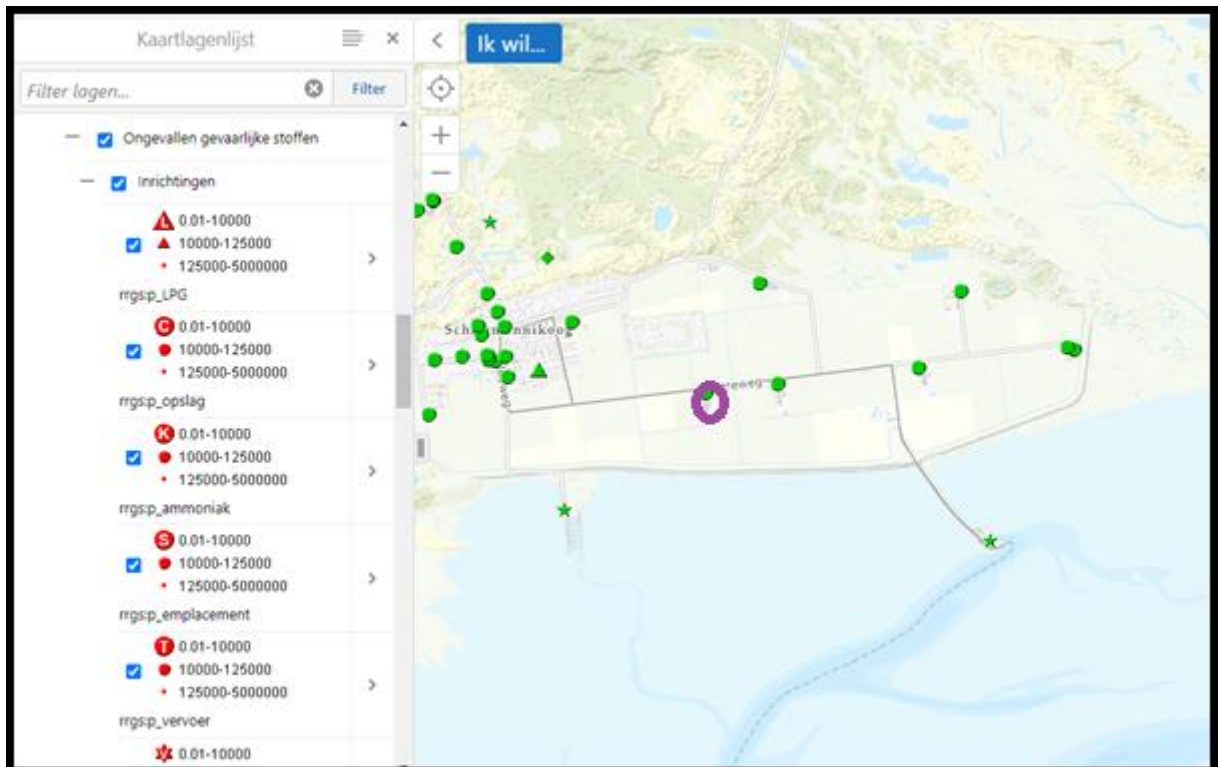 Kaartlagenlijst
Filter lagen...
Filter
Ongevallen gevaarlijke stoffen
Inrichtingen
L 0.01-10000
10000-125000
125000-5000000
rrgs:p_LPG
C 0.01-10000
10000-125000
125000-5000000
rrgs:p_opslag
K 0.01-10000
10000-125000
125000-5000000
rrgs:p_ammoniak
S 0.01-10000
10000-125000
125000-5000000
rrgs:p_emplacement
T 0.01-10000
10000-125000
125000-5000000
rrgs:p_vervoer
0.01-10000
Ik wil...